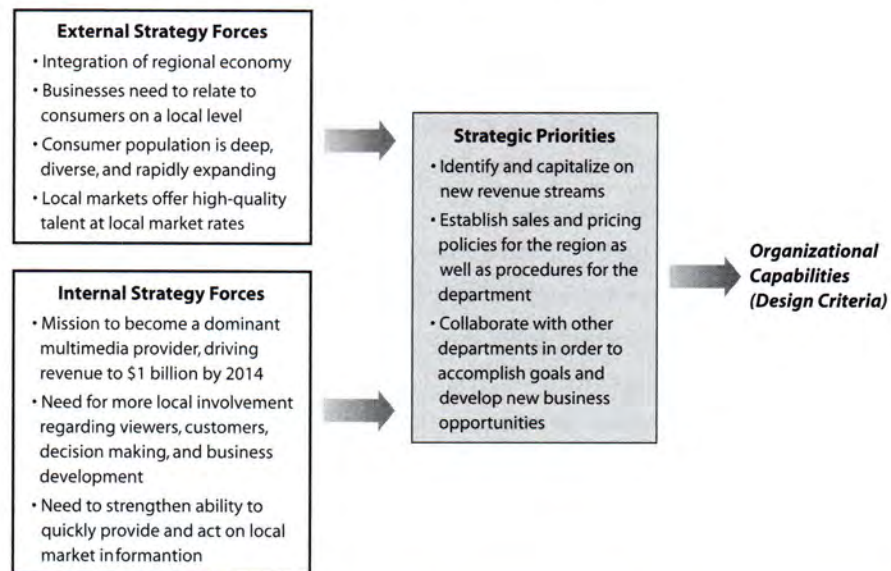 External Strategy Forces
• Integration of regional economy
• Businesses need to relate to
consumers on a local level
• Consumer population is deep,
diverse, and rapidly expanding
• Local markets offer high-quality
talent at local market rates
Internal Strategy Forces
• Mission to become a dominant
multimedia provider, driving
revenue to $1 billion by 2014
• Need for more local involvement
regarding viewers, customers,
decision making, and business
development
• Need to strengthen ability to
quickly provide and act on local
market informantion
Strategic Priorities
• Identify and capitalize on
new revenue streams
• Establish sales and pricing
policies for the region as
well as procedures for the
department
• Collaborate with other
departments in order to
accomplish goals and
develop new business
opportunities
Organizational
Capabilities
(Design Criteria)